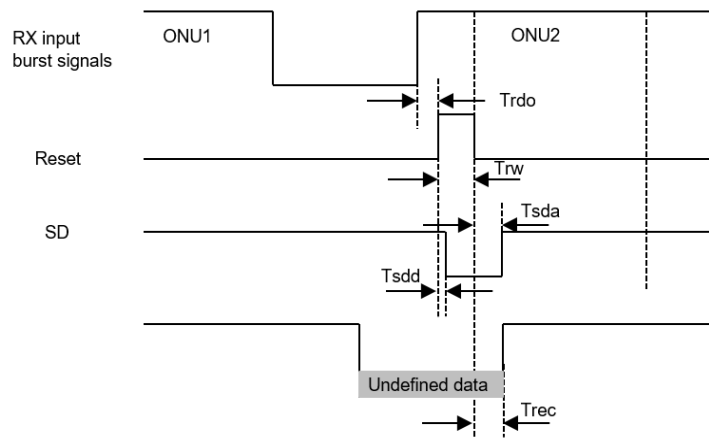 RX input
burst signals
ONU1
ONU2
Trdo
Reset
Trw
Tsda
SD
Tsdd
Undefined data
Trec